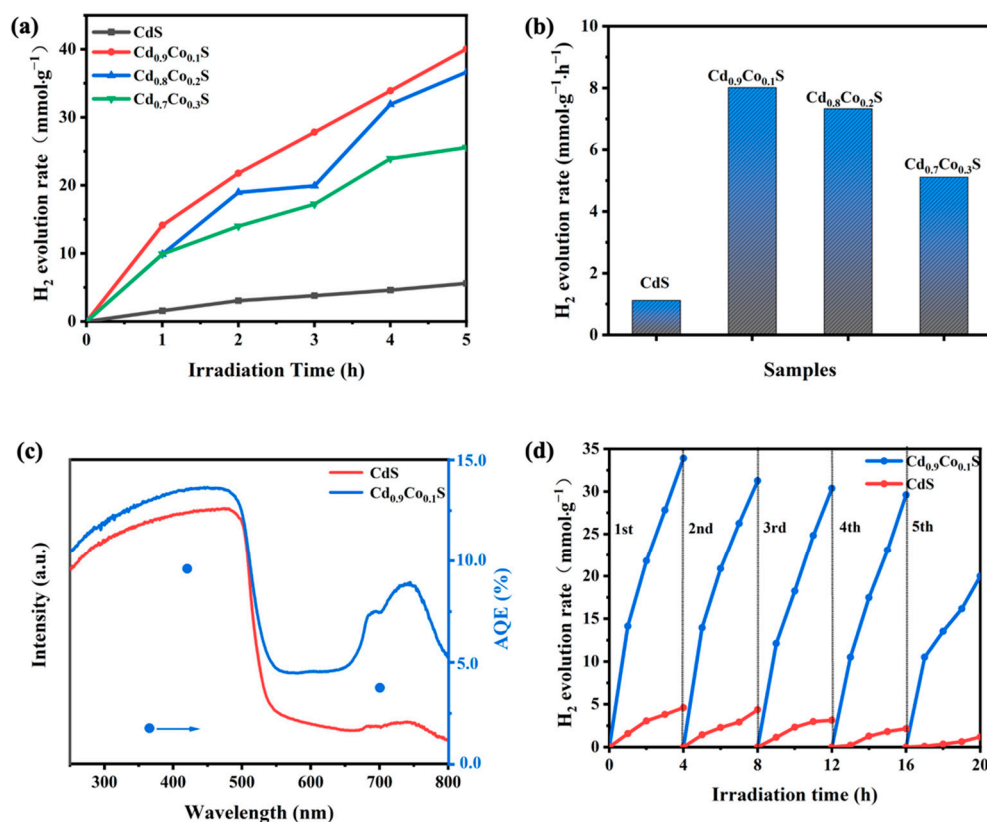 (a)
CdS
Cd₀.₉Co₀.₁S
Cd₀.₈Co₀.₂S
Cd₀.₇Co₀.₃S
H₂ evolution rate（mmol·g⁻¹）
40
30
20
10
0
0 1 2 3 4 5
Irradiation Time (h)
(b)
H₂ evolution rate (mmol·g⁻¹·h⁻¹)
10
8
6
4
2
0
CdS
Cd₀.₉Co₀.₁S
Cd₀.₈Co₀.₂S
Cd₀.₇Co₀.₃S
Samples
(c)
CdS
Cd₀.₉Co₀.₁S
Intensity (a.u.)
15.0
10.0
5.0
0.0
AQE (%)
300 400 500 600 700 800
Wavelength (nm)
(d)
Cd₀.₉Co₀.₁S
CdS
H₂ evolution rate（mmol·g⁻¹）
35
30
25
20
15
10
5
0
1st 2nd 3rd 4th 5th
0 4 8 12 16 20
Irradiation time (h)